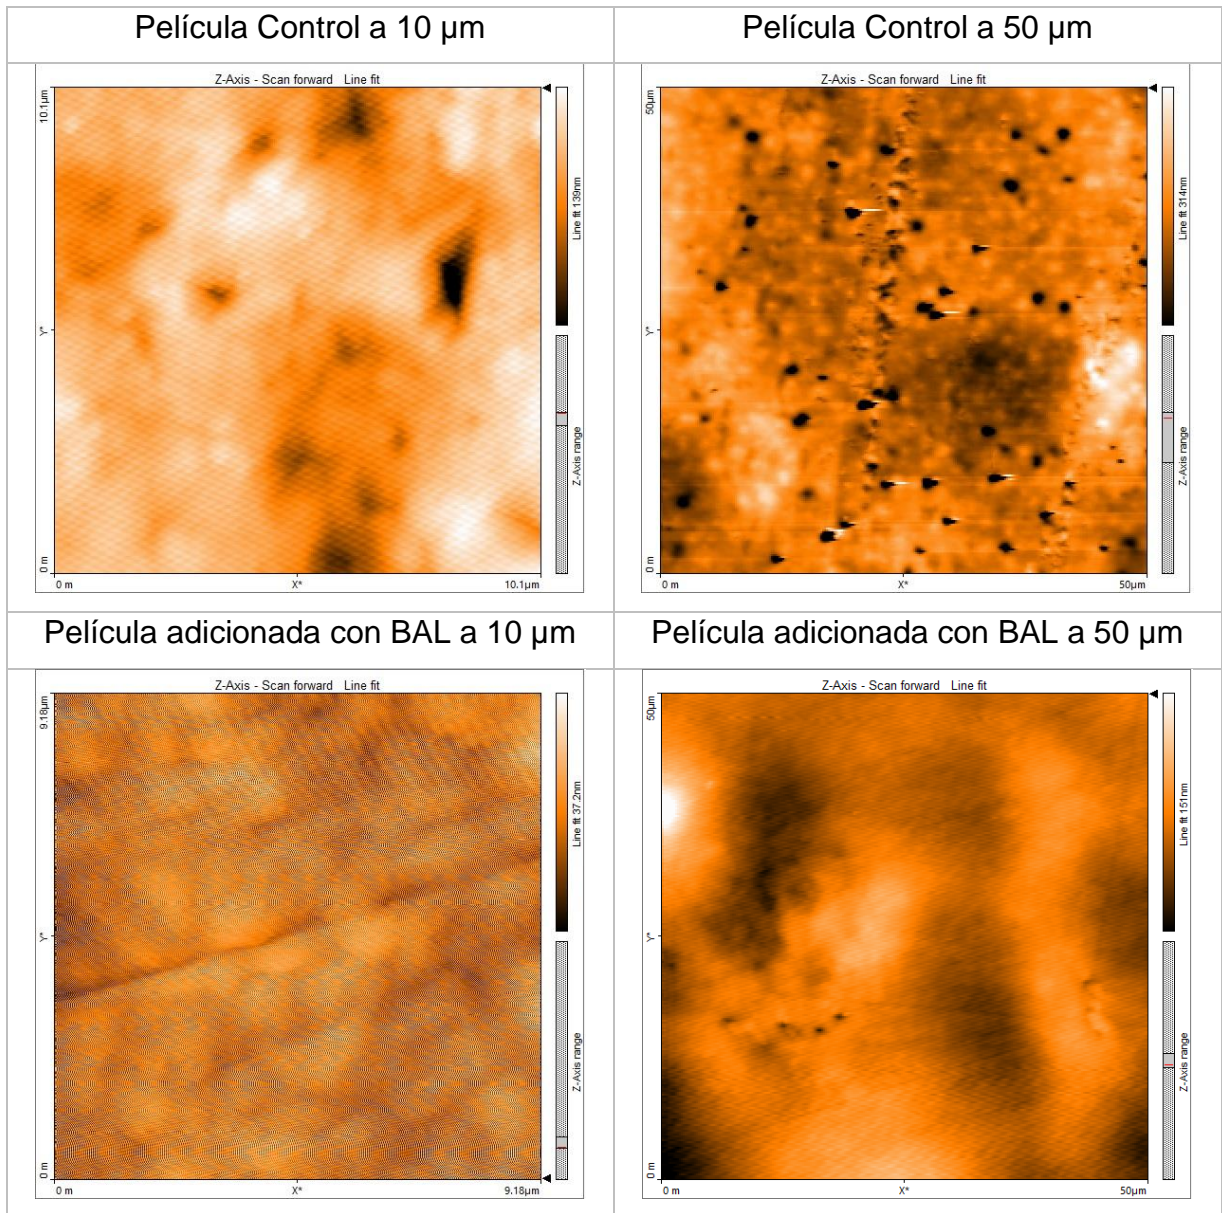 Película Control a 10 µm
Película Control a 50 µm
Z-Axis - Scan forward Line fit
10.1µm
Line fit 139nm
Y*
Z-Axis range
0 m
0 m
X*
10.1µm
Z-Axis - Scan forward Line fit
50µm
Line fit 314nm
Y*
Z-Axis range
0 m
0 m
X*
50µm
Película adicionada con BAL a 10 µm
Película adicionada con BAL a 50 µm
Z-Axis - Scan forward Line fit
9.18µm
Line fit 37.2nm
Y*
Z-Axis range
0 m
0 m
X*
9.18µm
Z-Axis - Scan forward Line fit
50µm
Line fit 151nm
Y*
Z-Axis range
0 m
0 m
X*
50µm